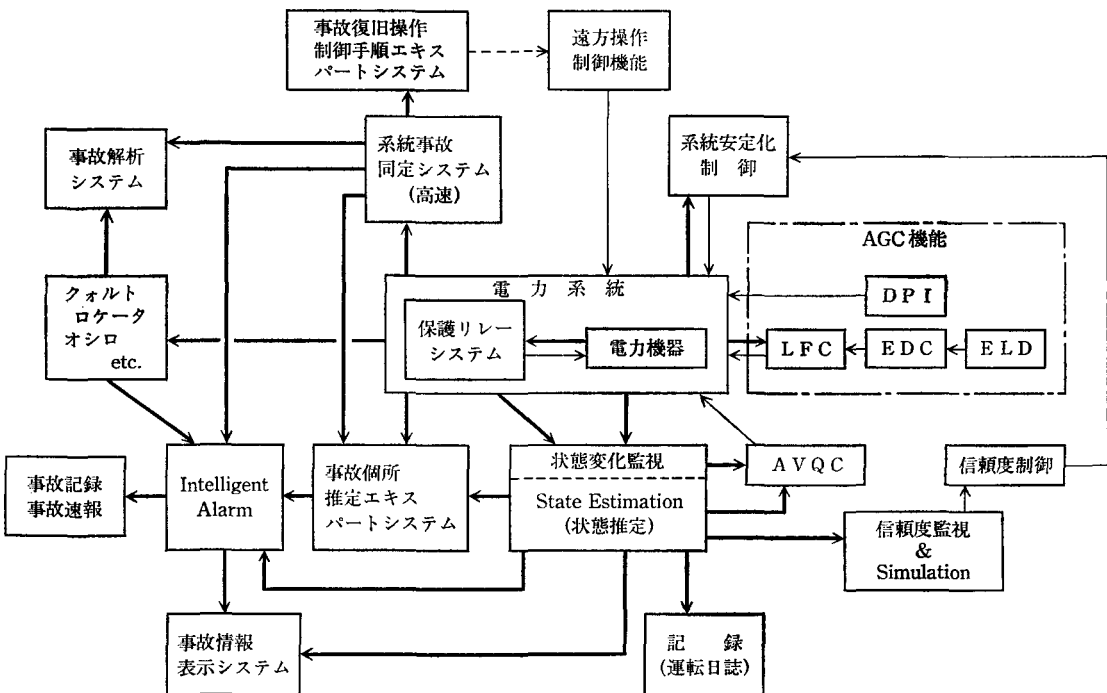 事故復旧操作
制御手順エキス
パートシステム
遠方操作
制御機能
系統事故
同定システム
(高速)
系統安定化
制 御
事故解析
システム
AGC機能
電 力 系 統
DPI
クォルト
ロケータ
オシロ
etc.
保護リレー
システム
電力機器
LFC
EDC
ELD
事故記録
事故速報
Intelligent
Alarm
事故個所
推定エキス
パートシステム
状態変化監視
State Estimation
(状態推定)
AVQC
信頼度制御
信頼度監視
&
Simulation
事故情報
表示システム
記 録
(運転日誌)